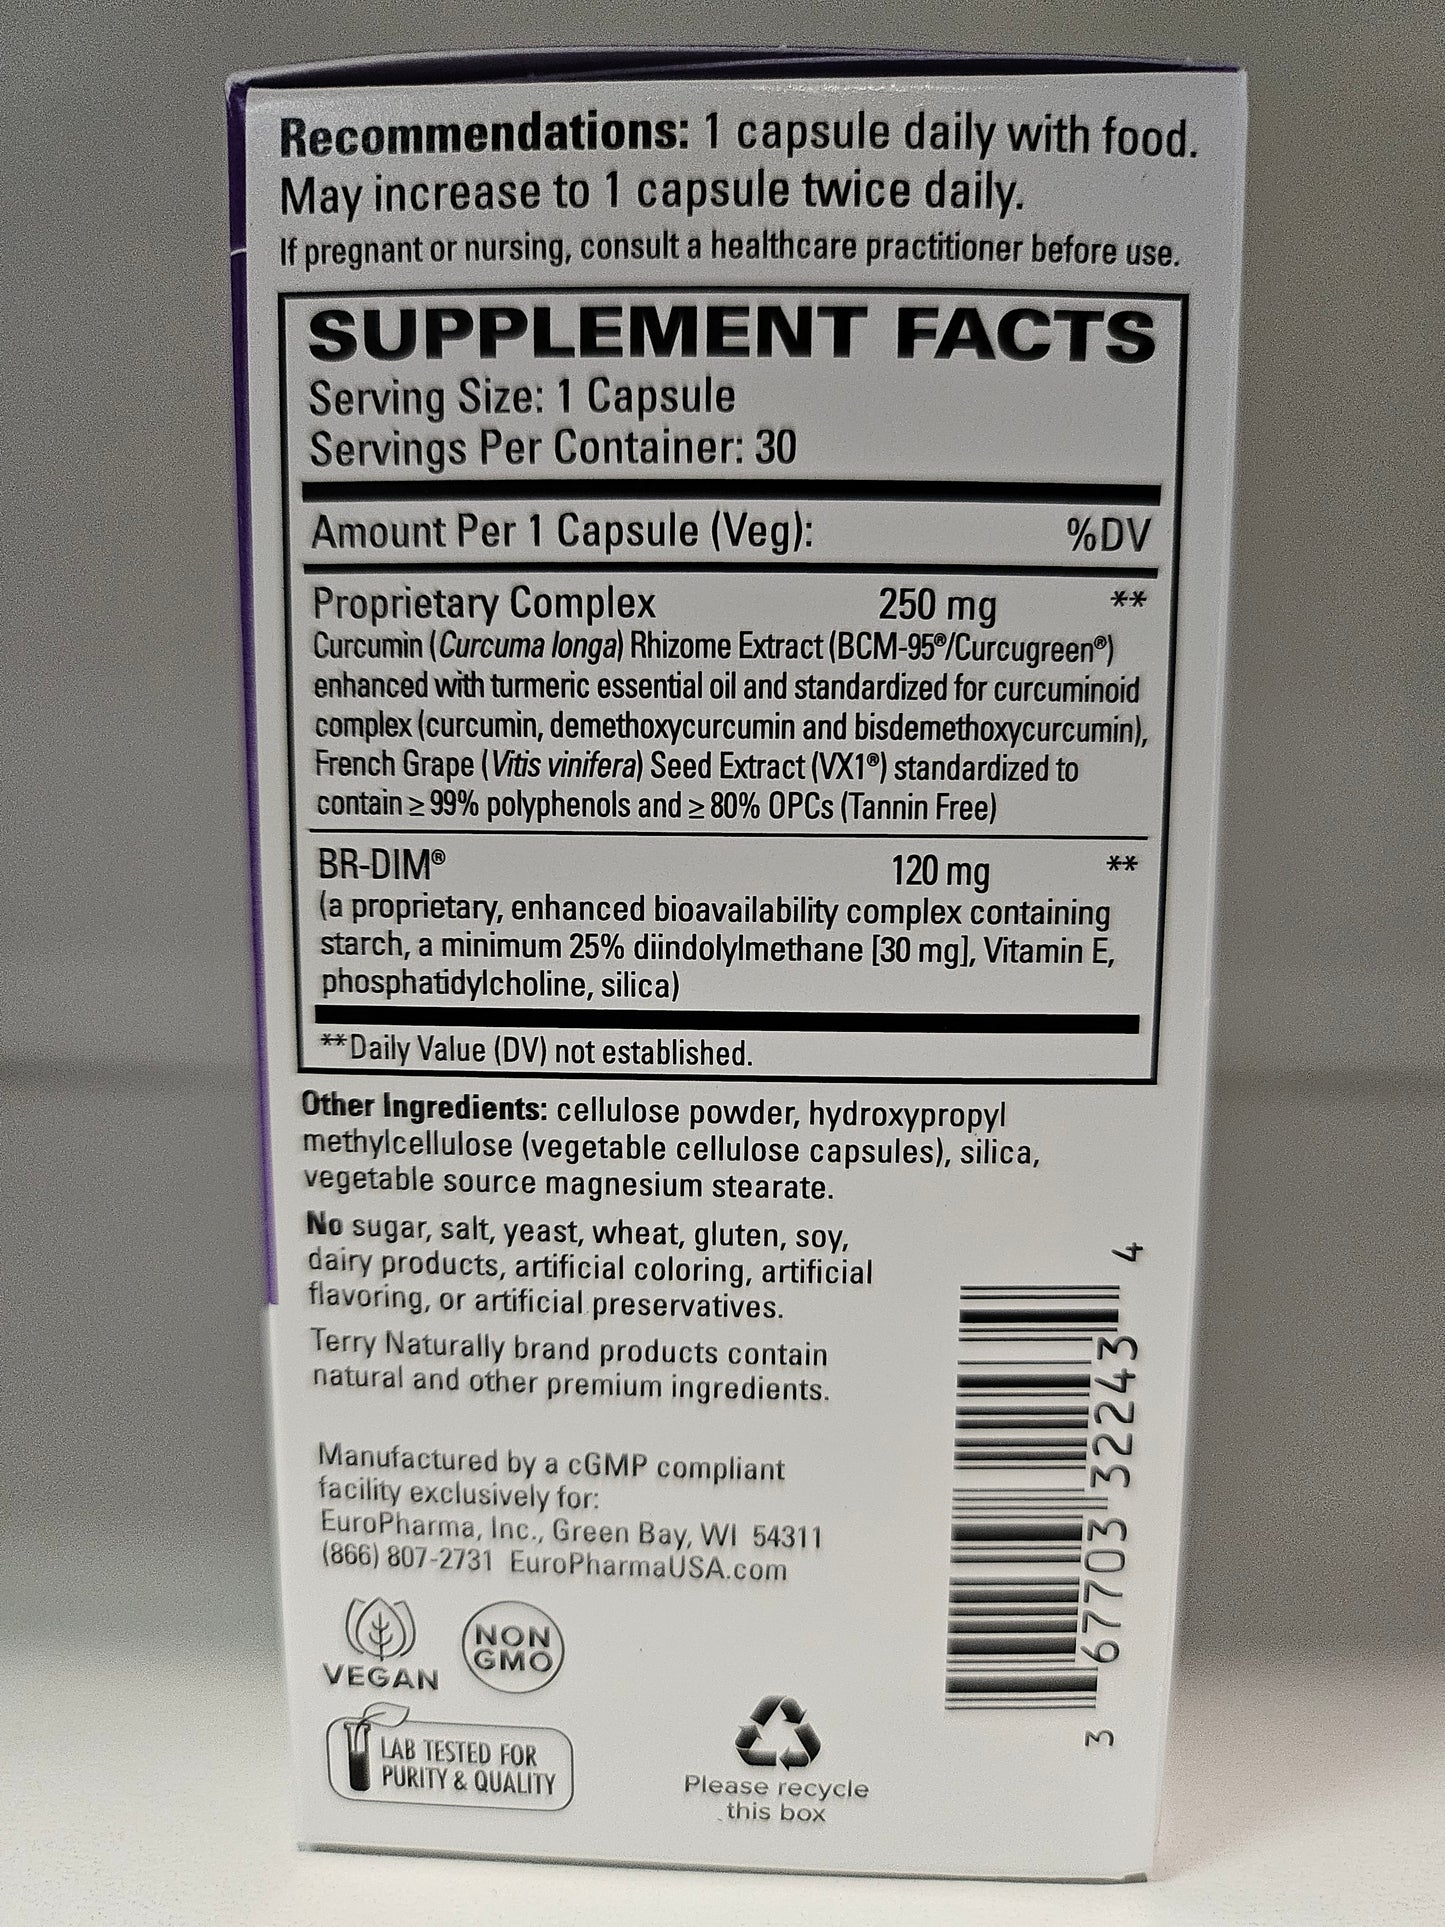 Recommendations: 1 capsule daily with food.
May increase to 1 capsule twice daily.
If pregnant or nursing, consult a healthcare practitioner before use.
SUPPLEMENT FACTS
Serving Size: 1 Capsule
Servings Per Container: 30
Amount Per 1 Capsule (Veg): %DV
Proprietary Complex 250 mg **
Curcumin (Curcuma longa) Rhizome Extract (BCM-95®/Curcugreen®)
enhanced with turmeric essential oil and standardized for curcuminoid
complex (curcumin, demethoxycurcumin and bisdemethoxycurcumin),
French Grape (Vitis vinifera) Seed Extract (VX1®) standardized to
contain ≥ 99% polyphenols and ≥ 80% OPCs (Tannin Free)
BR-DIM® 120 mg **
(a proprietary, enhanced bioavailability complex containing
starch, a minimum 25% diindolylmethane [30 mg], Vitamin E,
phosphatidylcholine, silica)
**Daily Value (DV) not established.
Other Ingredients: cellulose powder, hydroxypropyl
methylcellulose (vegetable cellulose capsules), silica,
vegetable source magnesium stearate.
No sugar, salt, yeast, wheat, gluten, soy,
dairy products, artificial coloring, artificial
flavoring, or artificial preservatives.
Terry Naturally brand products contain
natural and other premium ingredients.
Manufactured by a cGMP compliant
facility exclusively for:
EuroPharma, Inc., Green Bay, WI 54311
(866) 807-2731 EuroPharmaUSA.com
VEGAN
NON
GMO
LAB TESTED FOR
PURITY & QUALITY
Please recycle
this box
3 67703 32243 4